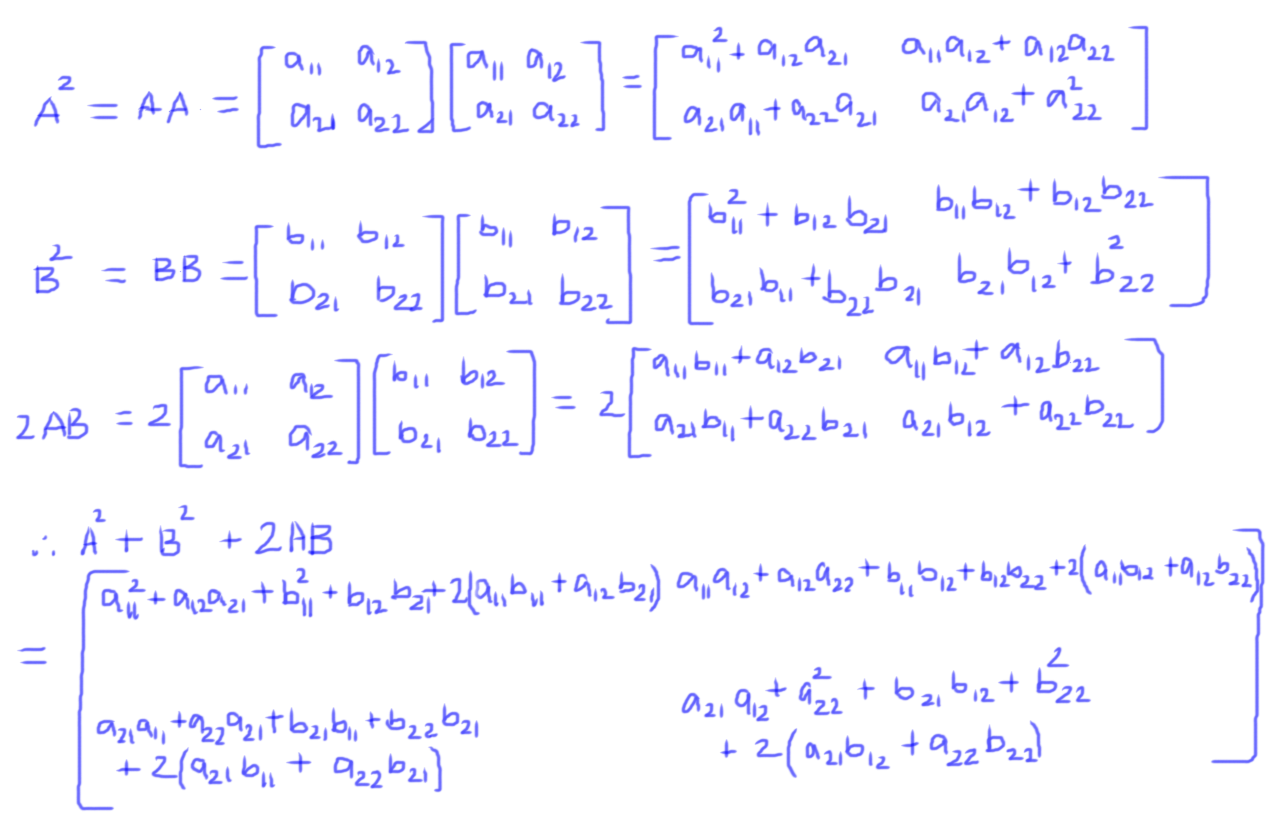 A² = AA = [a₁₁ a₁₂; a₂₁ a₂₂] [a₁₁ a₁₂; a₂₁ a₂₂] = [a₁₁² + a₁₂a₂₁ a₁₁a₁₂ + a₁₂a₂₂; a₂₁a₁₁ + a₂₂a₂₁ a₂₁a₁₂ + a₂₂²]
B² = BB = [b₁₁ b₁₂; b₂₁ b₂₂] [b₁₁ b₁₂; b₂₁ b₂₂] = [b₁₁² + b₁₂b₂₁ b₁₁b₁₂ + b₁₂b₂₂; b₂₁b₁₁ + b₂₂b₂₁ b₂₁b₁₂ + b₂₂²]
2AB = 2 [a₁₁ a₁₂; a₂₁ a₂₂] [b₁₁ b₁₂; b₂₁ b₂₂] = 2 [a₁₁b₁₁ + a₁₂b₂₁ a₁₁b₁₂ + a₁₂b₂₂; a₂₁b₁₁ + a₂₂b₂₁ a₂₁b₁₂ + a₂₂b₂₂]
∴ A² + B² + 2AB
= [a₁₁² + a₁₂a₂₁ + b₁₁² + b₁₂b₂₁ + 2(a₁₁b₁₁ + a₁₂b₂₁) a₁₁a₁₂ + a₁₂a₂₂ + b₁₁b₁₂ + b₁₂b₂₂ + 2(a₁₁b₁₂ + a₁₂b₂₂);
a₂₁a₁₁ + a₂₂a₂₁ + b₂₁b₁₁ + b₂₂b₂₁ a₂₁a₁₂ + a₂₂² + b₂₁b₁₂ + b₂₂²
+ 2(a₂₁b₁₁ + a₂₂b₂₁) + 2(a₂₁b₁₂ + a₂₂b₂₂)]